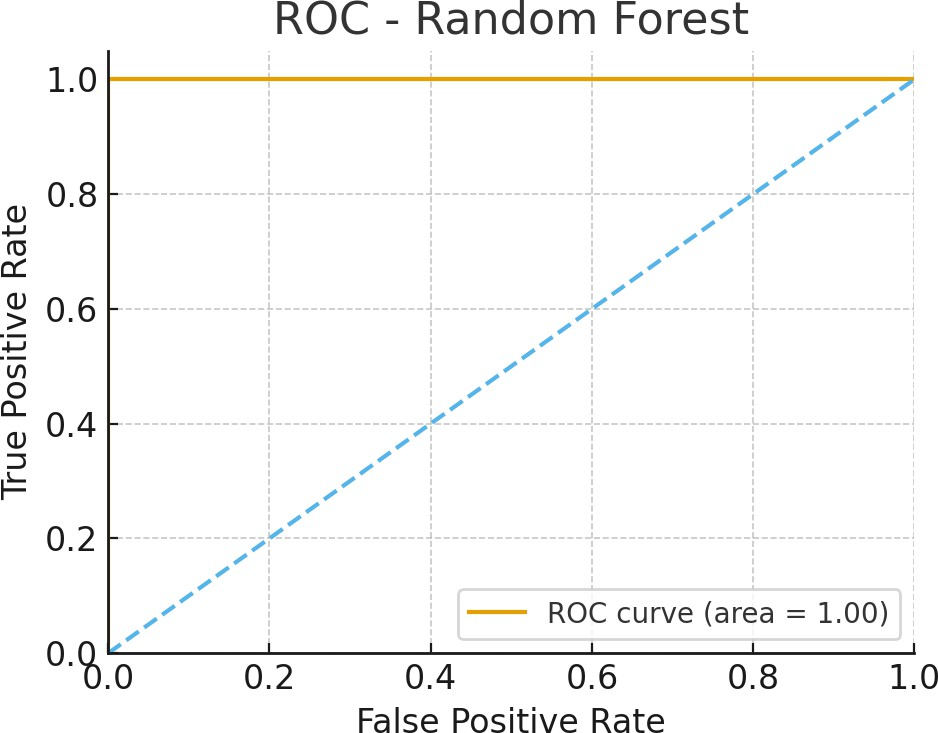 ROC - Random Forest
True Positive Rate
1.0
0.8
0.6
0.4
0.2
0.0
ROC curve (area = 1.00)
0.0 0.2 0.4 0.6 0.8 1.0
False Positive Rate